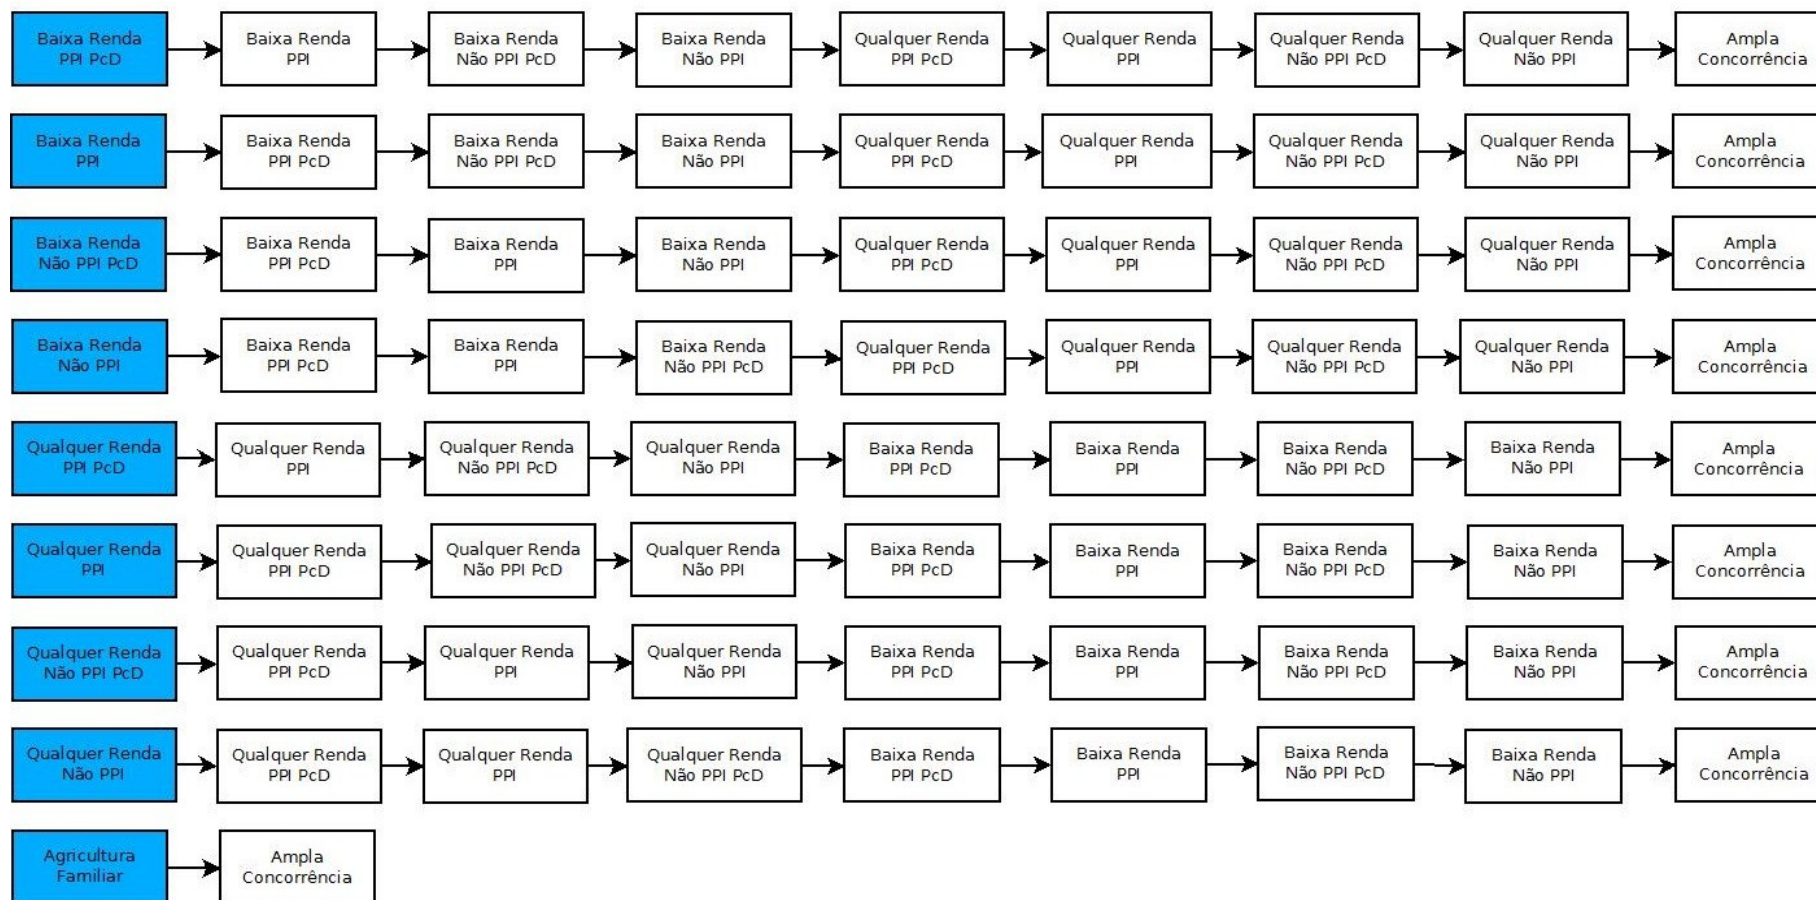 Baixa Renda
PPI PcD
Baixa Renda
PPI
Baixa Renda
Não PPI PcD
Baixa Renda
Não PPI
Qualquer Renda
PPI PcD
Qualquer Renda
PPI
Qualquer Renda
Não PPI PcD
Qualquer Renda
Não PPI
Ampla
Concorrência
Baixa Renda
PPI
Baixa Renda
PPI PcD
Baixa Renda
Não PPI PcD
Baixa Renda
Não PPI
Qualquer Renda
PPI PcD
Qualquer Renda
PPI
Qualquer Renda
Não PPI PcD
Qualquer Renda
Não PPI
Ampla
Concorrência
Baixa Renda
Não PPI PcD
Baixa Renda
PPI PcD
Baixa Renda
PPI
Baixa Renda
Não PPI
Qualquer Renda
PPI PcD
Qualquer Renda
PPI
Qualquer Renda
Não PPI PcD
Qualquer Renda
Não PPI
Ampla
Concorrência
Baixa Renda
Não PPI
Baixa Renda
PPI PcD
Baixa Renda
PPI
Baixa Renda
Não PPI PcD
Qualquer Renda
PPI PcD
Qualquer Renda
PPI
Qualquer Renda
Não PPI PcD
Qualquer Renda
Não PPI
Ampla
Concorrência
Qualquer Renda
PPI PcD
Qualquer Renda
PPI
Qualquer Renda
Não PPI PcD
Qualquer Renda
Não PPI
Baixa Renda
PPI PcD
Baixa Renda
PPI
Baixa Renda
Não PPI PcD
Baixa Renda
Não PPI
Ampla
Concorrência
Qualquer Renda
PPI
Qualquer Renda
PPI PcD
Qualquer Renda
Não PPI PcD
Qualquer Renda
Não PPI
Baixa Renda
PPI PcD
Baixa Renda
PPI
Baixa Renda
Não PPI PcD
Baixa Renda
Não PPI
Ampla
Concorrência
Qualquer Renda
Não PPI PcD
Qualquer Renda
PPI PcD
Qualquer Renda
PPI
Qualquer Renda
Não PPI
Baixa Renda
PPI PcD
Baixa Renda
PPI
Baixa Renda
Não PPI PcD
Baixa Renda
Não PPI
Ampla
Concorrência
Qualquer Renda
Não PPI
Qualquer Renda
PPI PcD
Qualquer Renda
PPI
Qualquer Renda
Não PPI PcD
Baixa Renda
PPI PcD
Baixa Renda
PPI
Baixa Renda
Não PPI PcD
Baixa Renda
Não PPI
Ampla
Concorrência
Agricultura
Familiar
Ampla
Concorrência